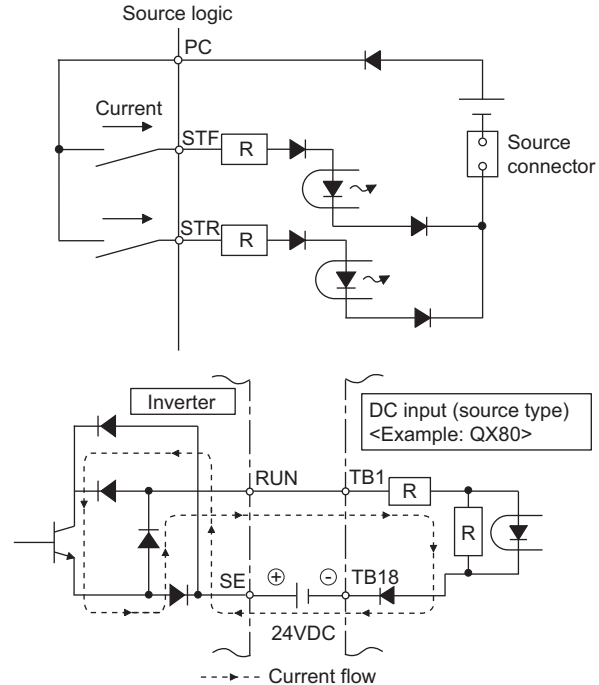 Source logic
PC
Current
STF
R
Source
connector
STR
R
Inverter
DC input (source type)
<Example: QX80>
RUN
TB1
R
R
SE
+
-
TB18
24VDC
Current flow